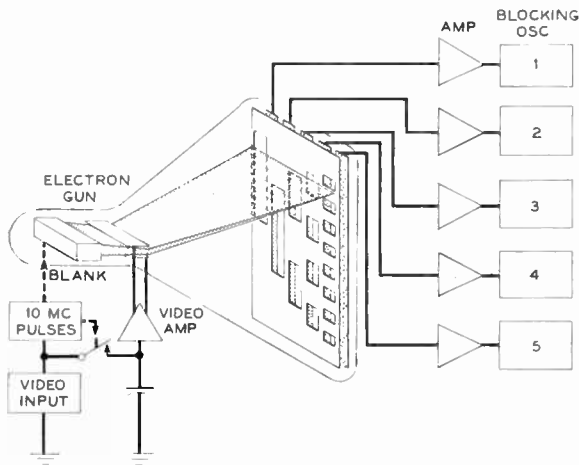 BLOCKING
OSC
AMP
1
2
3
4
5
ELECTRON
GUN
BLANK
10 MC
PULSES
VIDEO
AMP
VIDEO
INPUT